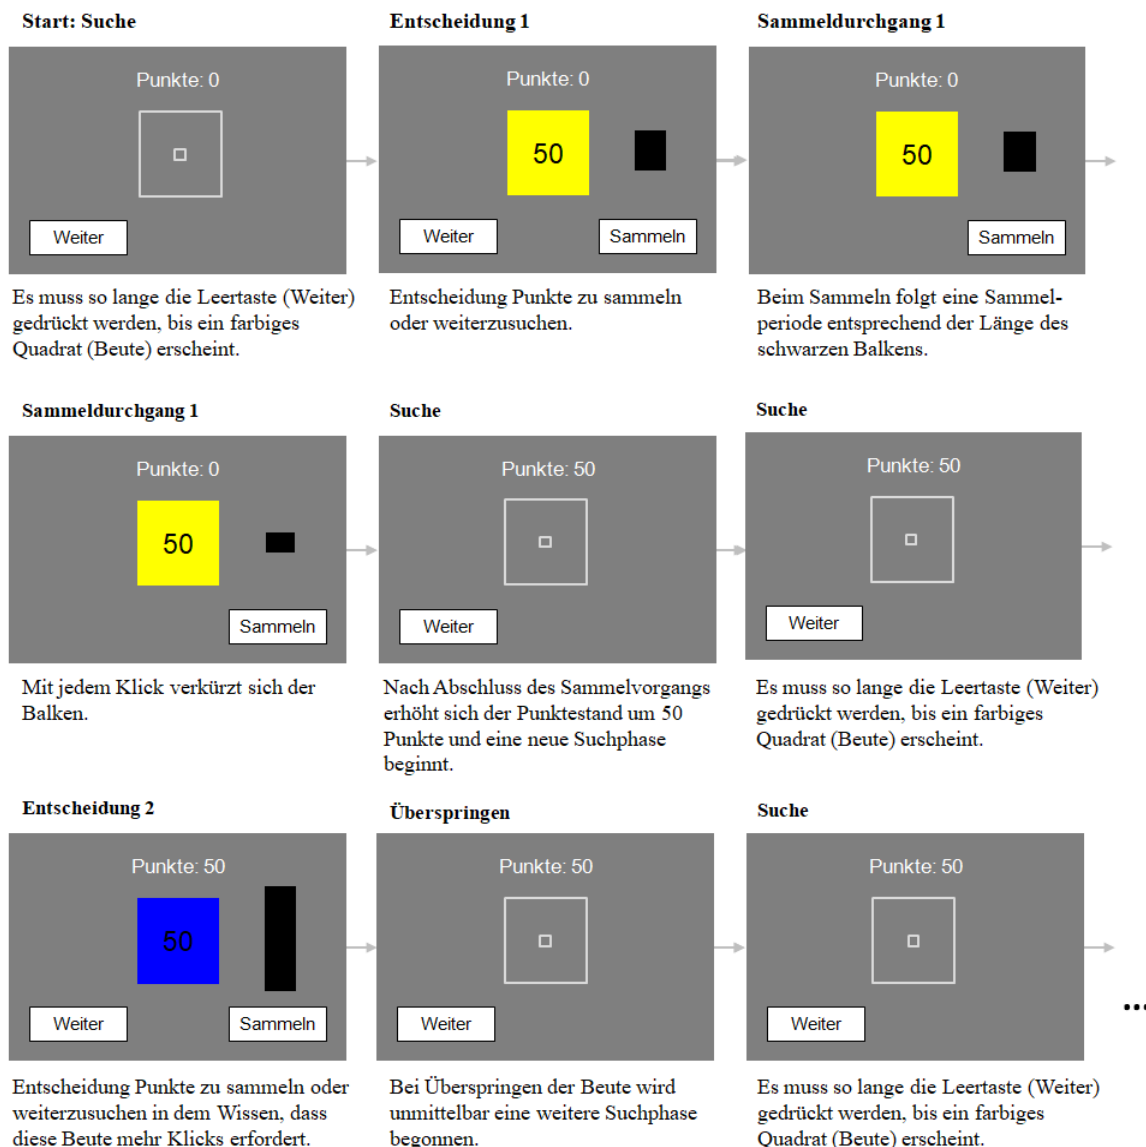 Start: Suche
Punkte: 0
Weiter
Es muss so lange die Leertaste (Weiter)
gedrückt werden, bis ein farbiges
Quadrat (Beute) erscheint.
Entscheidung 1
Punkte: 0
50
Weiter
Sammeln
Entscheidung Punkte zu sammeln
oder weiterzusuchen.
Sammeldurchgang 1
Punkte: 0
50
Sammeln
Beim Sammeln folgt eine Sammel-
periode entsprechend der Länge des
schwarzen Balkens.
Sammeldurchgang 1
Punkte: 0
50
Sammeln
Mit jedem Klick verkürzt sich der
Balken.
Suche
Punkte: 50
Weiter
Nach Abschluss des Sammelvorgangs
erhöht sich der Punktestand um 50
Punkte und eine neue Suchphase
beginnt.
Suche
Punkte: 50
Weiter
Es muss so lange die Leertaste (Weiter)
gedrückt werden, bis ein farbiges
Quadrat (Beute) erscheint.
Entscheidung 2
Punkte: 50
50
Weiter
Sammeln
Entscheidung Punkte zu sammeln oder
weiterzusuchen in dem Wissen, dass
diese Beute mehr Klicks erfordert.
Überspringen
Punkte: 50
Weiter
Bei Überspringen der Beute wird
unmittelbar eine weitere Suchphase
begonnen.
Suche
Punkte: 50
Weiter
Es muss so lange die Leertaste (Weiter)
gedrückt werden, bis ein farbiges
Quadrat (Beute) erscheint.
...